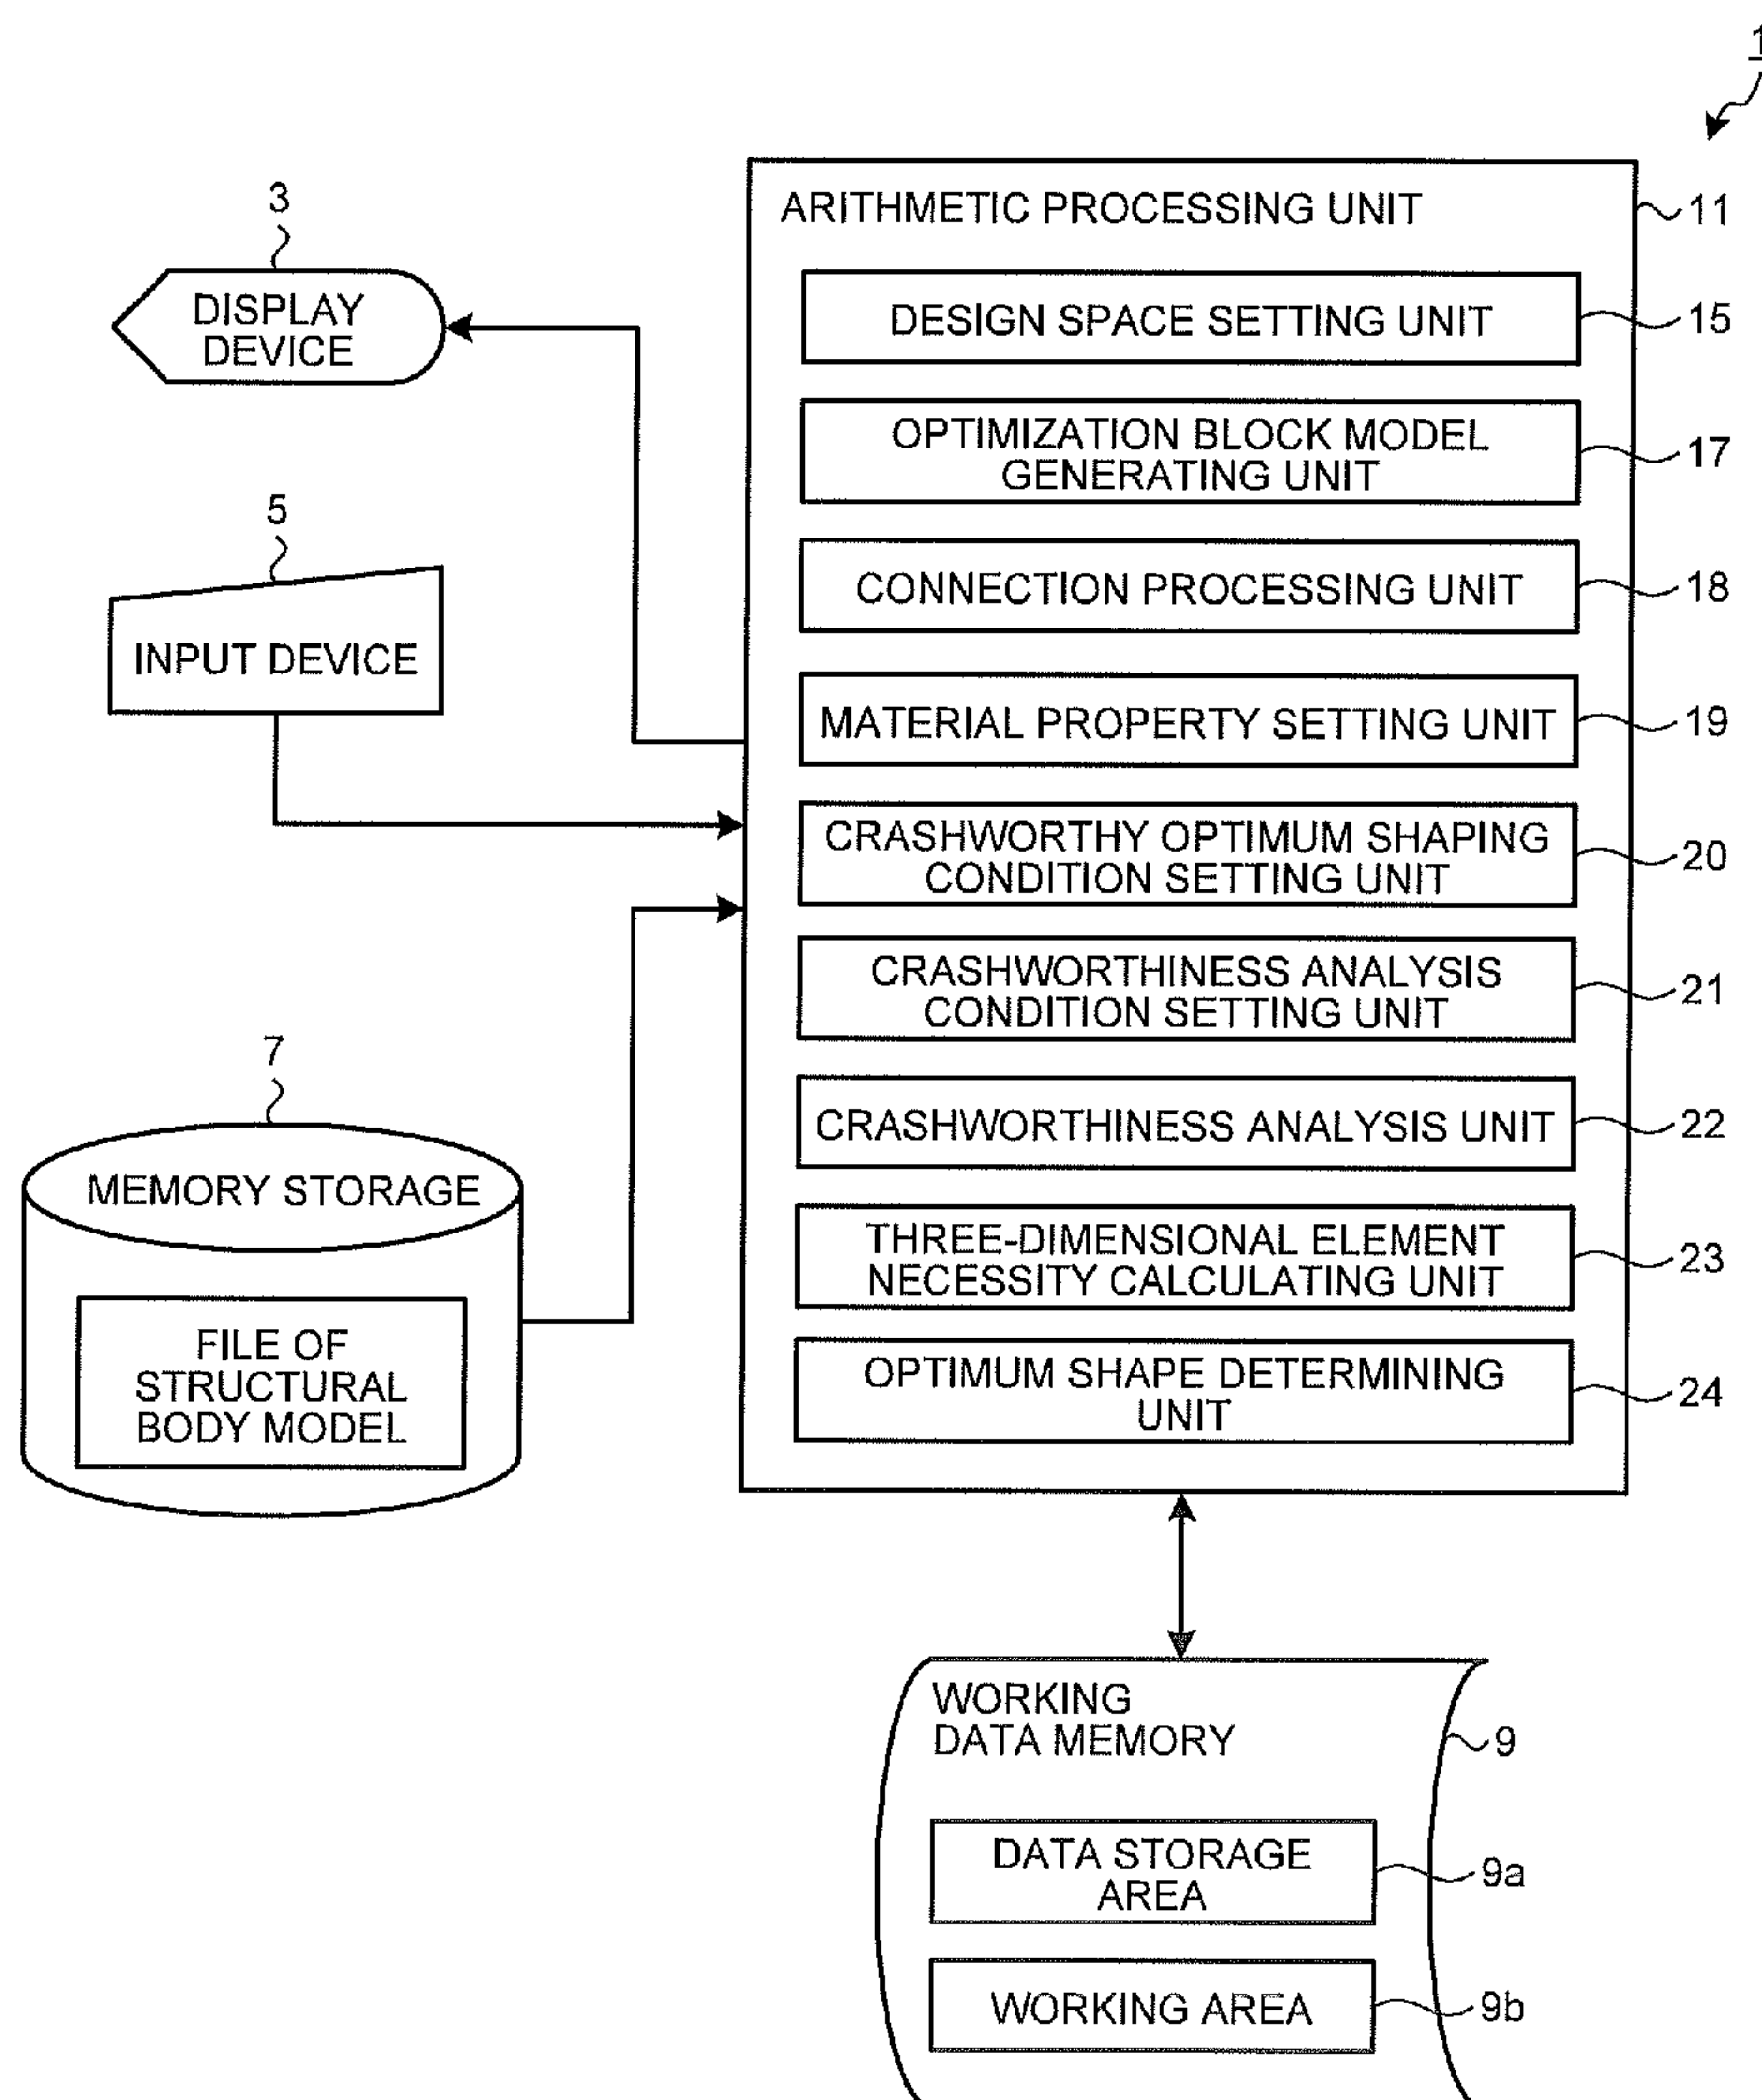 1
3
DISPLAY
DEVICE
5
INPUT DEVICE
7
MEMORY STORAGE
FILE OF
STRUCTURAL
BODY MODEL
ARITHMETIC PROCESSING UNIT
11
DESIGN SPACE SETTING UNIT
15
OPTIMIZATION BLOCK MODEL
GENERATING UNIT
17
CONNECTION PROCESSING UNIT
18
MATERIAL PROPERTY SETTING UNIT
19
CRASHWORTHY OPTIMUM SHAPING
CONDITION SETTING UNIT
20
CRASHWORTHINESS ANALYSIS
CONDITION SETTING UNIT
21
CRASHWORTHINESS ANALYSIS UNIT
22
THREE-DIMENSIONAL ELEMENT
NECESSITY CALCULATING UNIT
23
OPTIMUM SHAPE DETERMINING
UNIT
24
WORKING
DATA MEMORY
9
DATA STORAGE
AREA
9a
WORKING AREA
9b